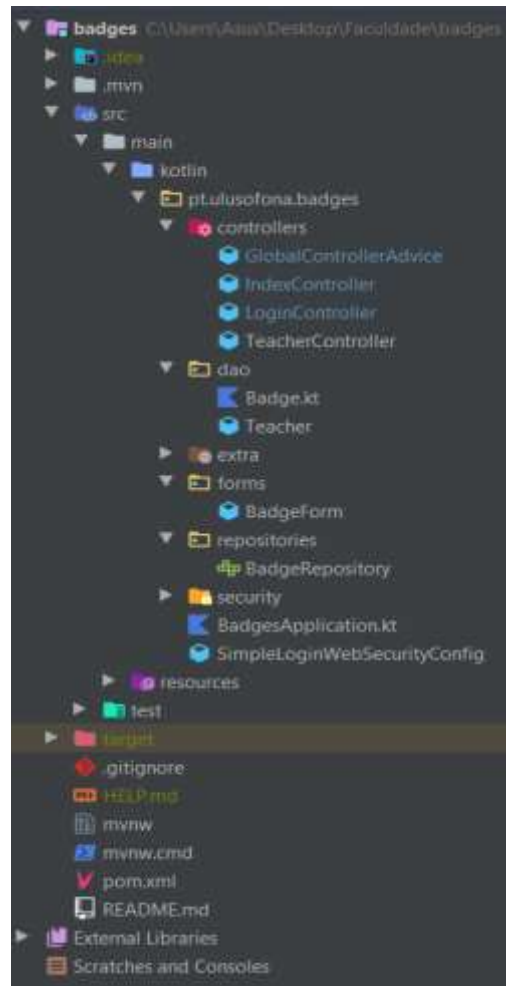 badges C:\Users\Asus\Desktop\Faculdade\badges
.idea
.mvn
src
main
kotlin
pt.ulusofona.badges
controllers
GlobalControllerAdvice
IndexController
LoginController
TeacherController
dao
Badge.kt
Teacher
extra
forms
BadgeForm
repositories
BadgeRepository
security
BadgesApplication.kt
SimpleLoginWebSecurityConfig
resources
test
target
.gitignore
HELP.md
mvnw
mvnw.cmd
pom.xml
README.md
External Libraries
Scratches and Consoles